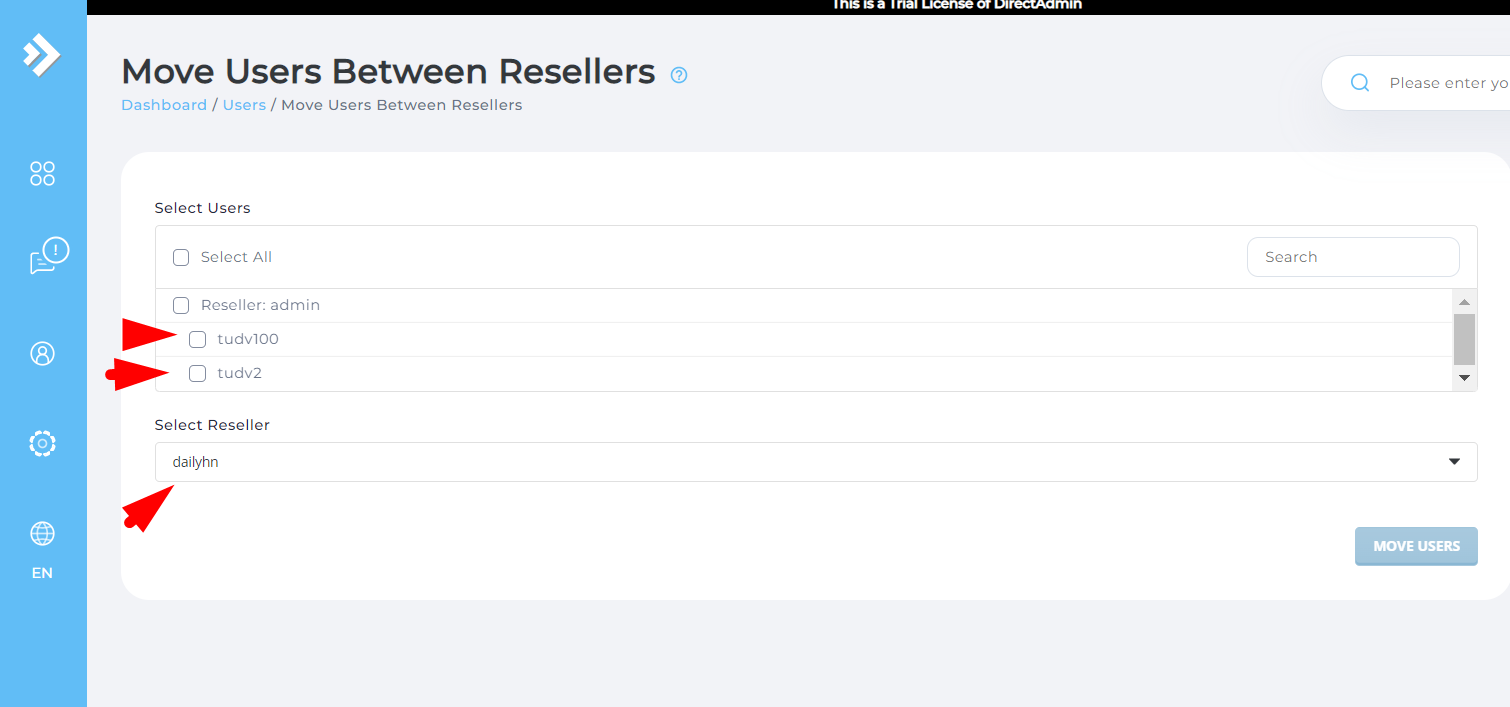 This is a Trial License of DirectAdmin
Move Users Between Resellers
Dashboard / Users / Move Users Between Resellers
Please enter yo
Select Users
Select All
Search
Reseller: admin
tudv100
tudv2
Select Reseller
dailyhn
MOVE USERS
EN